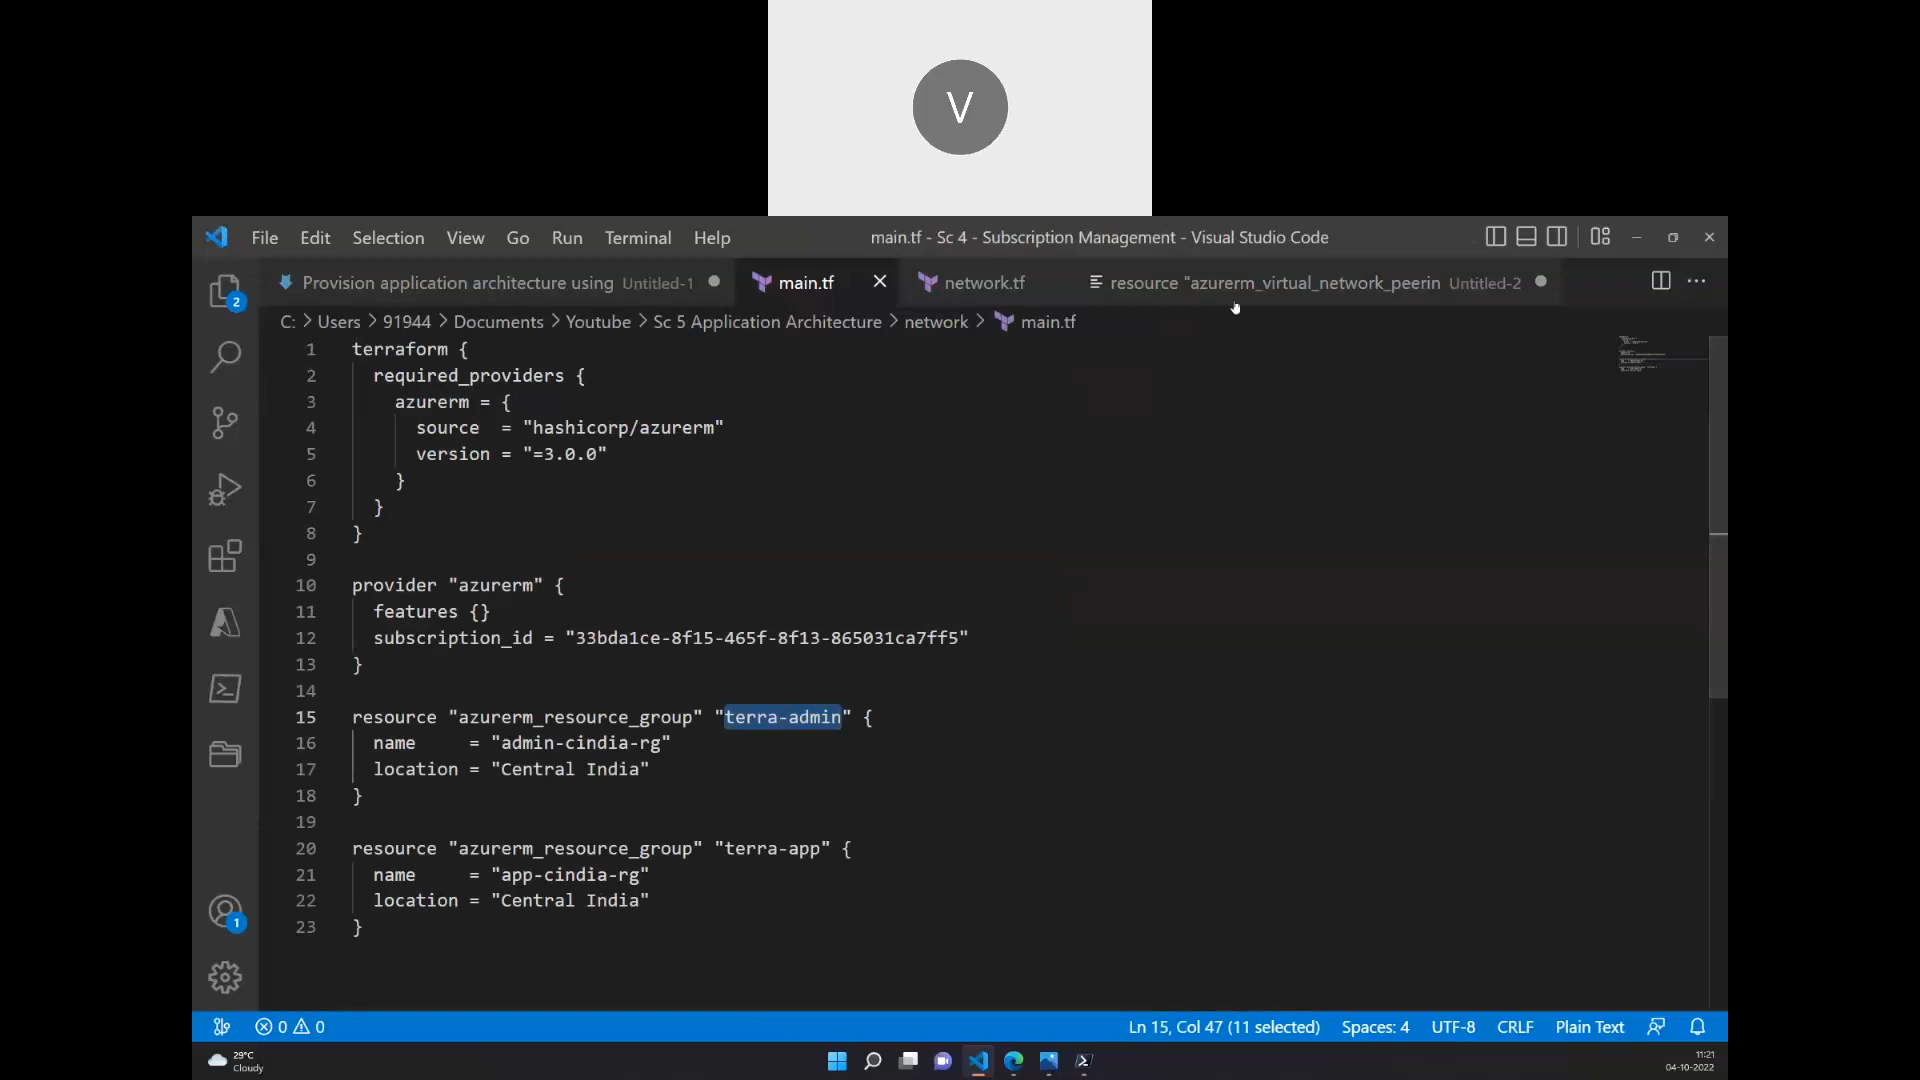 V
File Edit Selection View Go Run Terminal Help main.tf - Sc 4 - Subscription Management - Visual Studio Code
Provision application architecture using Untitled-1 main.tf network.tf resource "azurerm_virtual_network_peerin Untitled-2
C: > Users > 91944 > Documents > Youtube > Sc 5 Application Architecture > network > main.tf
1 terraform {
2 required_providers {
3 azurerm = {
4 source = "hashicorp/azurerm"
5 version = "=3.0.0"
6 }
7 }
8 }
9
10 provider "azurerm" {
11 features {}
12 subscription_id = "33bda1ce-8f15-465f-8f13-865031ca7ff5"
13 }
14
15 resource "azurerm_resource_group" "terra-admin" {
16 name = "admin-cindia-rg"
17 location = "Central India"
18 }
19
20 resource "azurerm_resource_group" "terra-app" {
21 name = "app-cindia-rg"
22 location = "Central India"
23 }
2
1
0 0 Ln 15, Col 47 (11 selected) Spaces: 4 UTF-8 CRLF Plain Text
29°C
Cloudy
11:21
04-10-2022